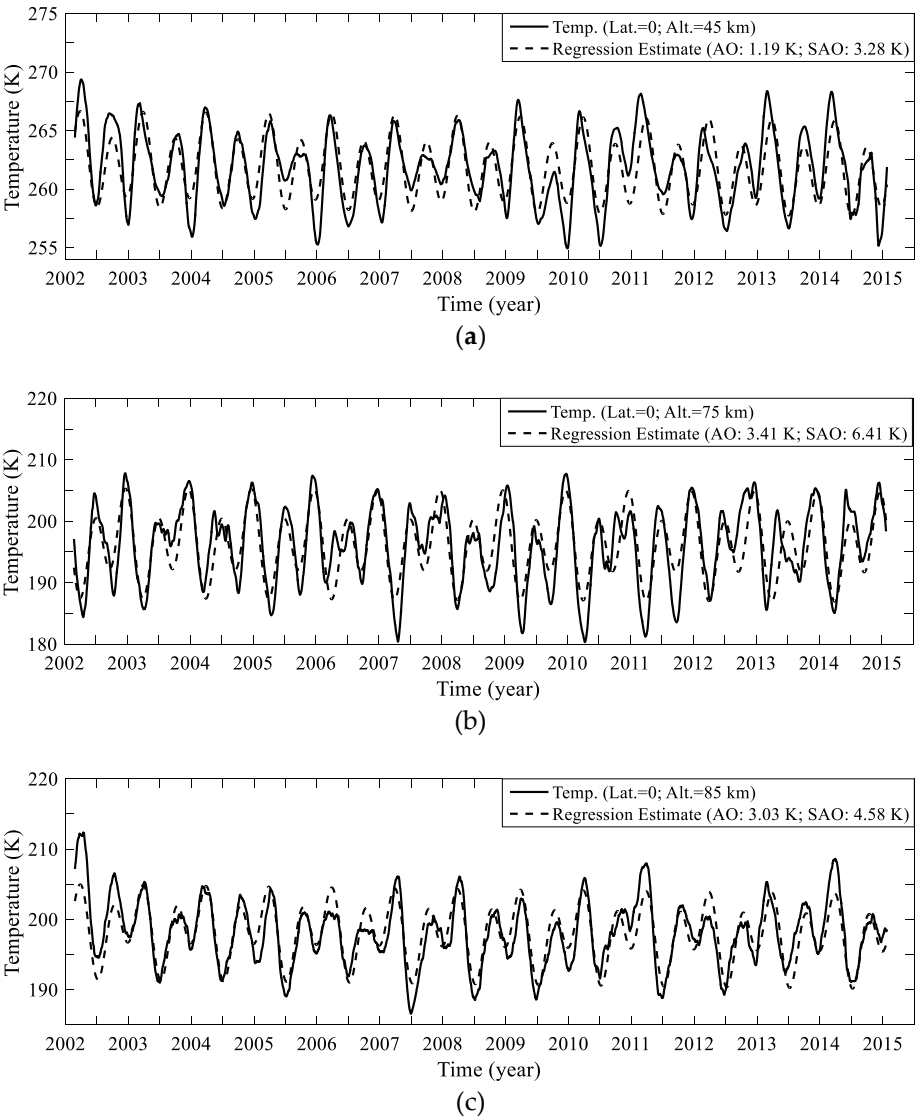 275
270
265
260
255
Temperature (K)
Temp. (Lat.=0; Alt.=45 km)
Regression Estimate (AO: 1.19 K; SAO: 3.28 K)
2002 2003 2004 2005 2006 2007 2008 2009 2010 2011 2012 2013 2014 2015
Time (year)
(a)
220
210
200
190
180
Temperature (K)
Temp. (Lat.=0; Alt.=75 km)
Regression Estimate (AO: 3.41 K; SAO: 6.41 K)
2002 2003 2004 2005 2006 2007 2008 2009 2010 2011 2012 2013 2014 2015
Time (year)
(b)
220
210
200
190
Temperature (K)
Temp. (Lat.=0; Alt.=85 km)
Regression Estimate (AO: 3.03 K; SAO: 4.58 K)
2002 2003 2004 2005 2006 2007 2008 2009 2010 2011 2012 2013 2014 2015
Time (year)
(c)